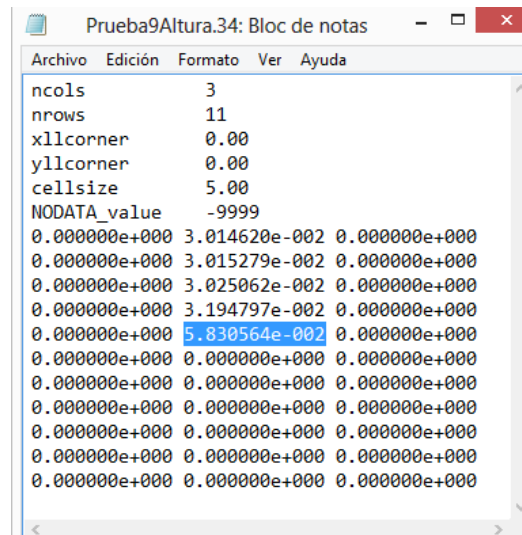 Prueba9Altura.34: Bloc de notas
Archivo Edición Formato Ver Ayuda
ncols 3
nrows 11
xllcorner 0.00
yllcorner 0.00
cellsize 5.00
NODATA_value -9999
0.000000e+000 3.014620e-002 0.000000e+000
0.000000e+000 3.015279e-002 0.000000e+000
0.000000e+000 3.025062e-002 0.000000e+000
0.000000e+000 3.194797e-002 0.000000e+000
0.000000e+000 5.830564e-002 0.000000e+000
0.000000e+000 0.000000e+000 0.000000e+000
0.000000e+000 0.000000e+000 0.000000e+000
0.000000e+000 0.000000e+000 0.000000e+000
0.000000e+000 0.000000e+000 0.000000e+000
0.000000e+000 0.000000e+000 0.000000e+000
0.000000e+000 0.000000e+000 0.000000e+000